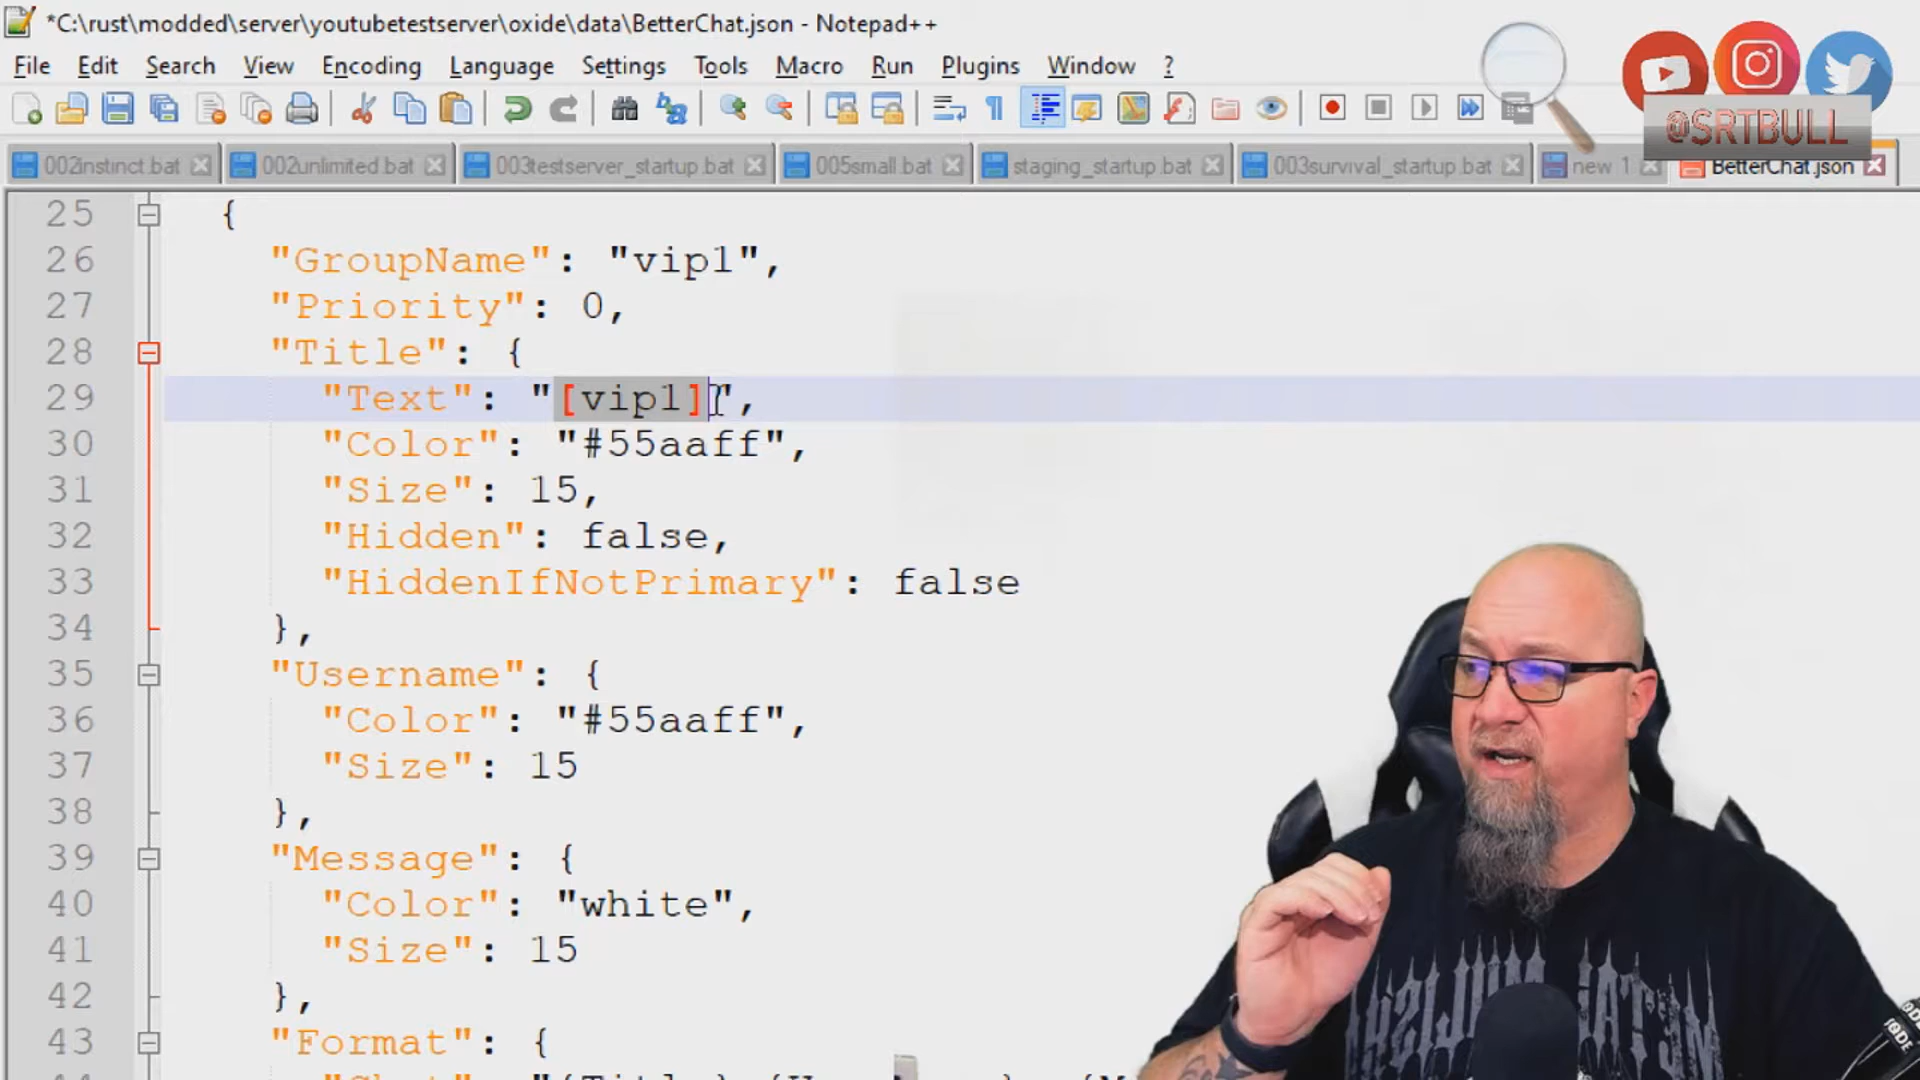 *C:\rust\modded\server\youtubetestserver\oxide\data\BetterChat.json - Notepad++
File Edit Search View Encoding Language Settings Tools Macro Run Plugins Window ?
@SRTBULL
002instinct.bat 002unlimited.bat 003testserver_startup.bat 005small.bat staging_startup.bat 003survival_startup.bat new 1 BetterChat.json
25 {
26 "GroupName": "vip1",
27 "Priority": 0,
28 "Title": {
29 "Text": "[vip1]",
30 "Color": "#55aaff",
31 "Size": 15,
32 "Hidden": false,
33 "HiddenIfNotPrimary": false
34 },
35 "Username": {
36 "Color": "#55aaff",
37 "Size": 15
38 },
39 "Message": {
40 "Color": "white",
41 "Size": 15
42 },
43 "Format": {